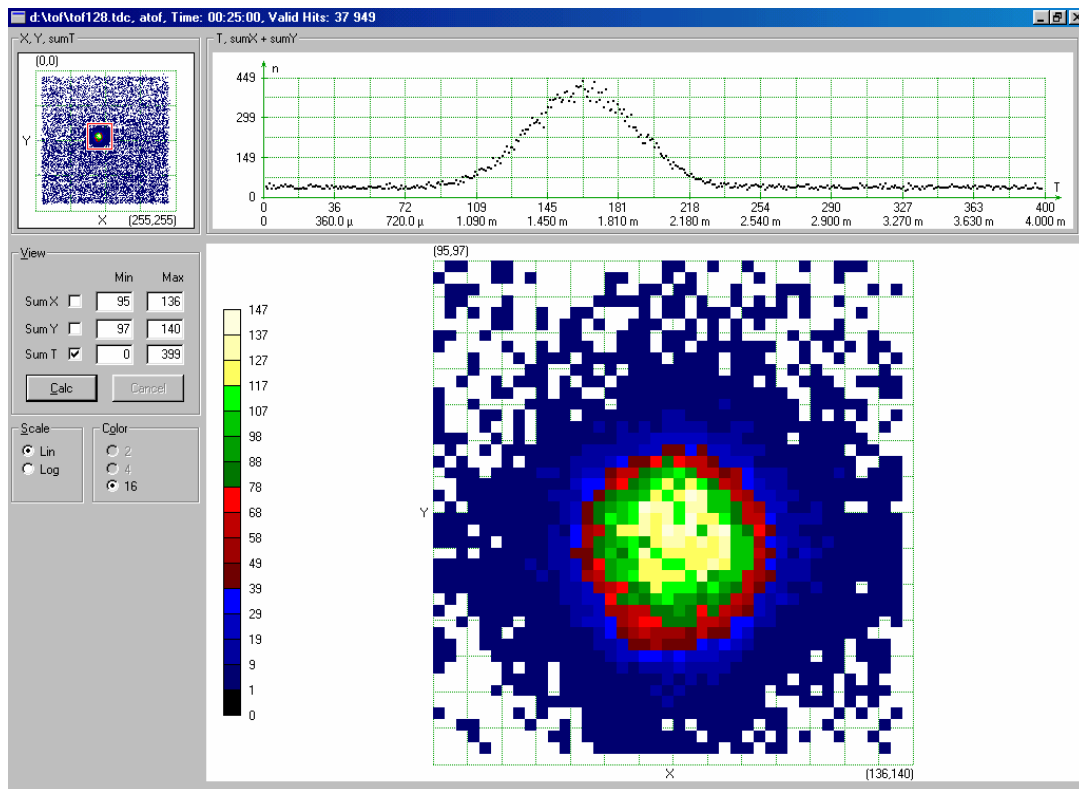 d:\tof\tof128.tdc, atof, Time: 00:25:00, Valid Hits: 37 949
X, Y, sumT
(0,0)
Y
X
(255,255)
T, sumX + sumY
n
449
299
149
0
T
0 36 72 109 145 181 218 254 290 327 363 400
0 360.0 µ 720.0 µ 1.090 m 1.450 m 1.810 m 2.180 m 2.540 m 2.900 m 3.270 m 3.630 m 4.000 m
View
Min Max
Sum X 95 136
Sum Y 97 140
Sum T 0 399
Calc Cancel
Scale
Lin
Log
Color
2
4
16
147
137
127
117
107
98
88
78
68
58
49
39
29
19
9
1
0
(95,97)
Y
X
(136,140)